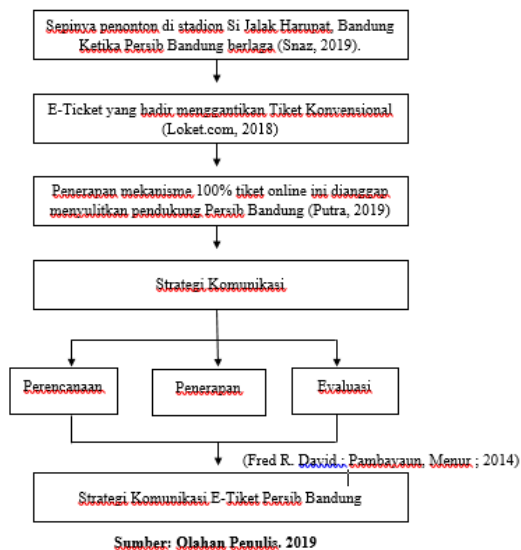 Sepinya penonton di stadion Si Jalak Harupat, Bandung
Ketika Persib Bandung berlaga (Snaz, 2019).
E-Ticket yang hadir menggantikan Tiket Konvensional
(Loket.com, 2018)
Penerapan mekanisme 100% tiket online ini dianggap
menyulitkan pendukung Persib Bandung (Putra, 2019)
Strategi Komunikasi
Perencanaan
Penerapan
Evaluasi
(Fred R. David ; Pambayaun, Menur ; 2014)
Strategi Komunikasi E-Tiket Persib Bandung
Sumber: Olahan Penulis, 2019